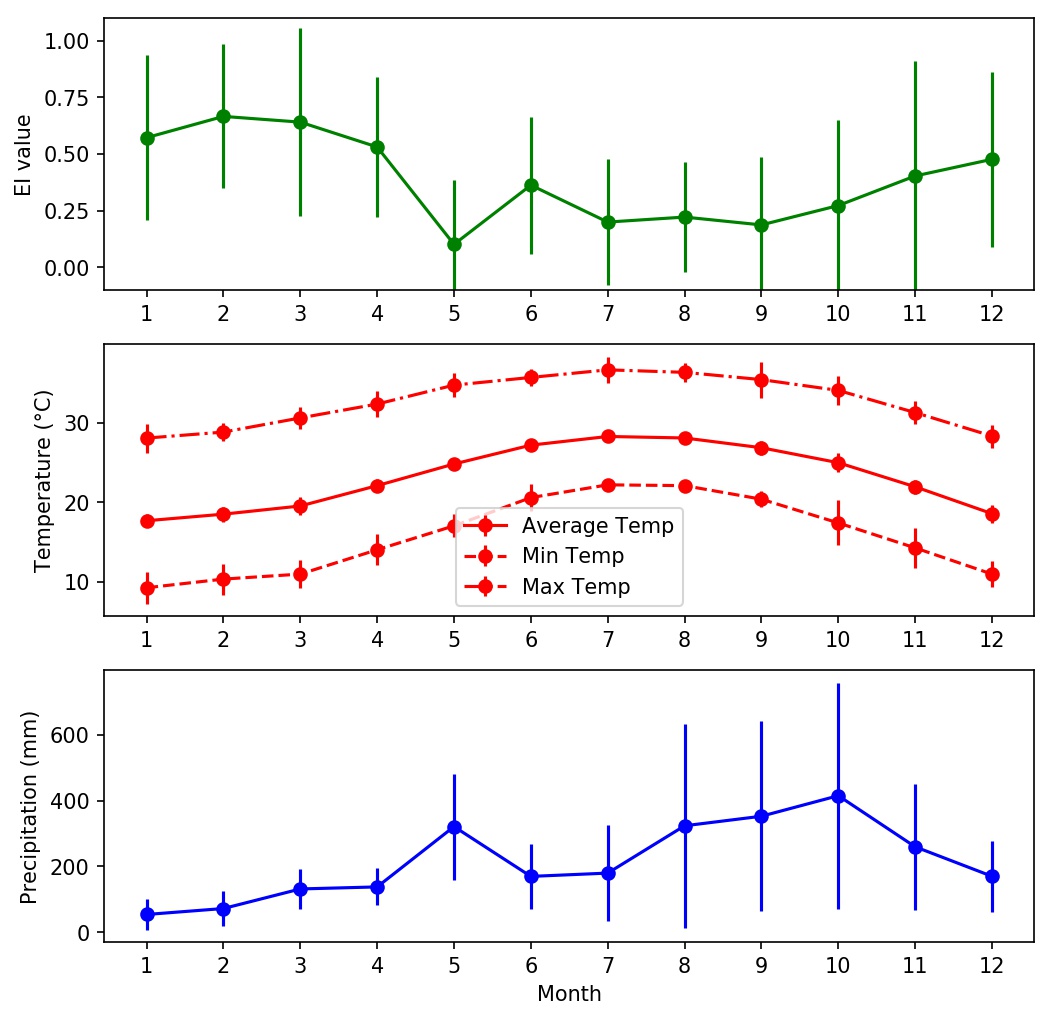 1.00
0.75
0.50
0.25
0.00
EI value
1 2 3 4 5 6 7 8 9 10 11 12
30
20
10
Temperature (°C)
Average Temp
Min Temp
Max Temp
1 2 3 4 5 6 7 8 9 10 11 12
600
400
200
0
Precipitation (mm)
1 2 3 4 5 6 7 8 9 10 11 12
Month